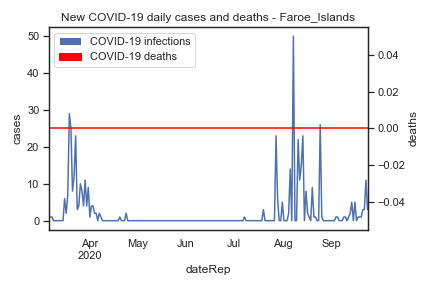 New COVID-19 daily cases and deaths - Faroe_Islands
COVID-19 infections
COVID-19 deaths
50
40
30
20
10
0
cases
0.04
0.02
0.00
−0.02
−0.04
deaths
Apr
2020
May
Jun
Jul
Aug
Sep
dateRep